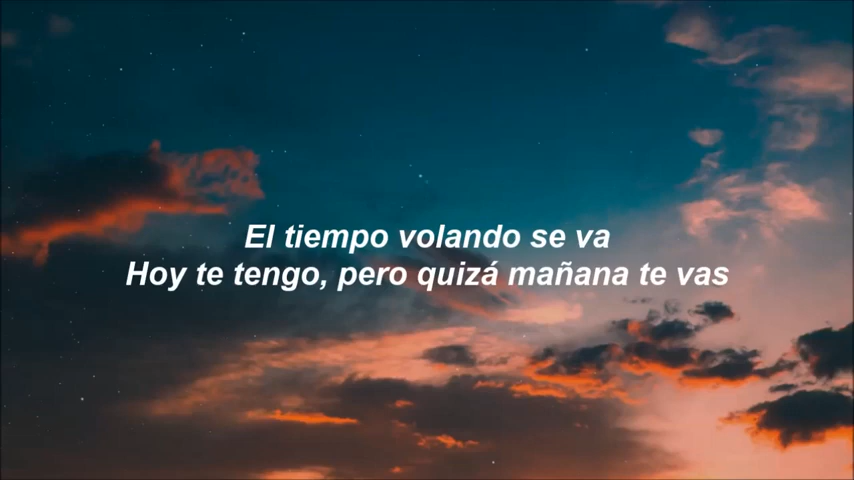 El tiempo volando se va
Hoy te tengo, pero quizá mañana te vas